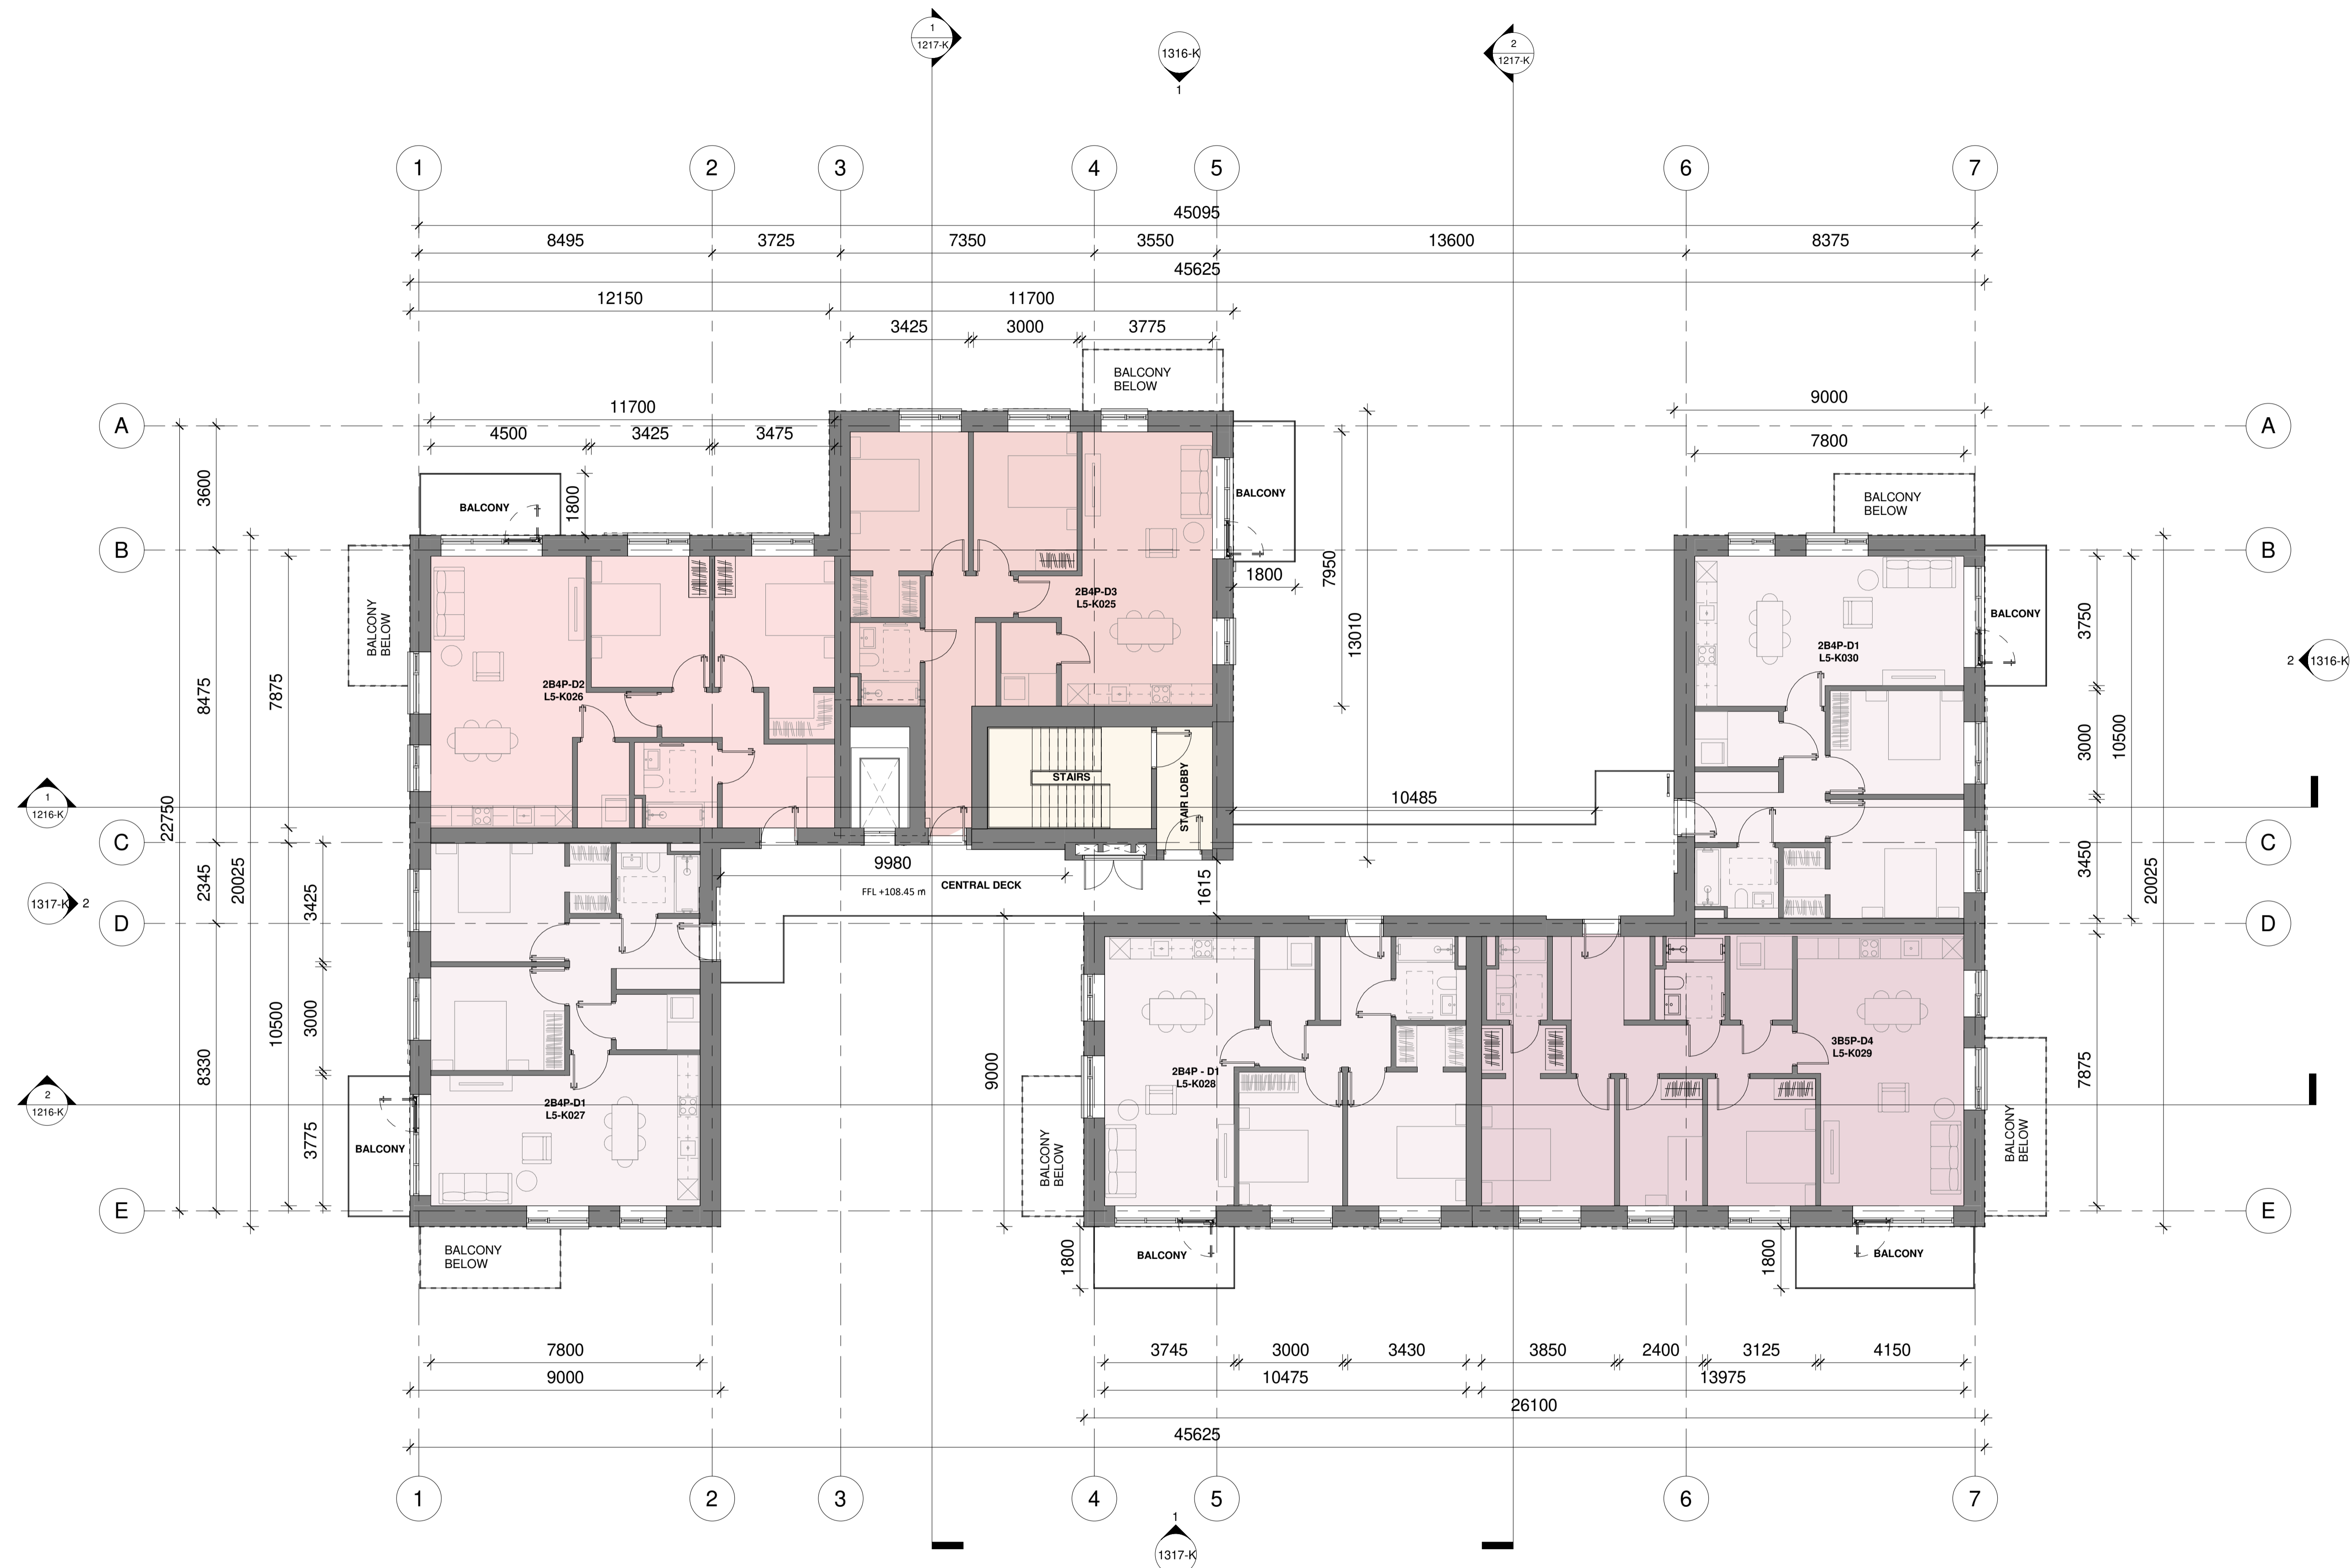 1
1217-K
1316-K
1
2
1217-K
1
2
3
4
5
6
7
45095
8495
3725
7350
3550
13600
8375
45625
12150
11700
3425
3000
3775
BALCONY
BELOW
A
11700
4500
3425
3475
9000
7800
A
3600
BALCONY
1800
BALCONY
BALCONY
BELOW
B
1800
7950
13010
B
BALCONY
BELOW
2B4P-D3
L5-K025
BALCONY
3750
2B4P-D2
L5-K026
2B4P-D1
L5-K030
2
1316-K
8475
7875
3000
10500
STAIRS
STAIR LOBBY
10485
1
1216-K
22750
C
9980
C
2345
20025
3425
FFL +108.45 m
CENTRAL DECK
1615
3450
20025
1317-K
2
D
D
10500
3000
8330
9000
2B4P - D1
L5-K028
3B5P-D4
L5-K029
7875
2
1216-K
2B4P-D1
L5-K027
3775
BALCONY
BALCONY
BELOW
BALCONY
BELOW
E
E
BALCONY
BELOW
1800
BALCONY
1800
BALCONY
7800
9000
3745
3000
3430
3850
2400
3125
4150
10475
13975
26100
45625
1
2
3
4
5
6
7
1
1317-K